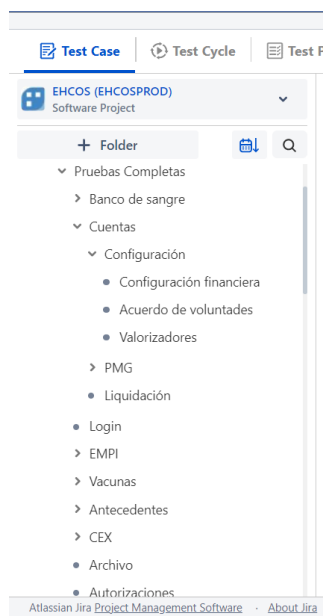 Test Case Test Cycle Test
EHCOS (EHCOSPROD)
Software Project
+ Folder
Pruebas Completas
Banco de sangre
Cuentas
Configuración
Configuración financiera
Acuerdo de voluntades
Valorizadores
PMG
Liquidación
Login
EMPI
Vacunas
Antecedentes
CEX
Archivo
Autorizaciones
Atlassian Jira Project Management Software · About Jira